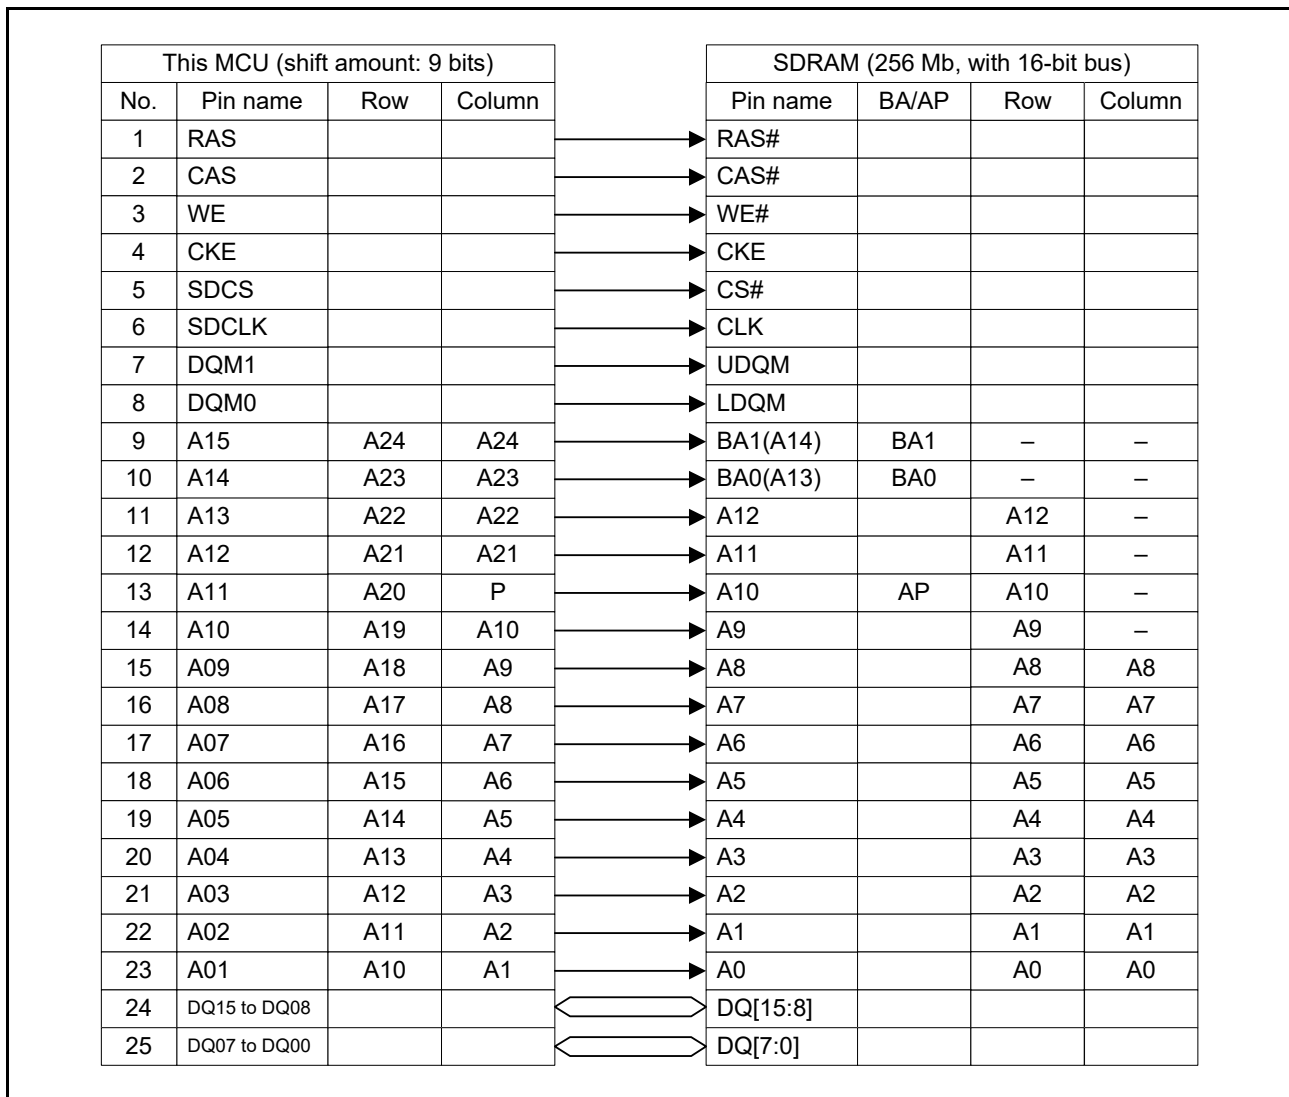 This MCU (shift amount: 9 bits) SDRAM (256 Mb, with 16-bit bus)
No. Pin name Row Column Pin name BA/AP Row Column
1 RAS RAS#
2 CAS CAS#
3 WE WE#
4 CKE CKE
5 SDCS CS#
6 SDCLK CLK
7 DQM1 UDQM
8 DQM0 LDQM
9 A15 A24 A24 BA1(A14) BA1 – –
10 A14 A23 A23 BA0(A13) BA0 – –
11 A13 A22 A22 A12 A12 –
12 A12 A21 A21 A11 A11 –
13 A11 A20 P A10 AP A10 –
14 A10 A19 A10 A9 A9 –
15 A09 A18 A9 A8 A8 A8
16 A08 A17 A8 A7 A7 A7
17 A07 A16 A7 A6 A6 A6
18 A06 A15 A6 A5 A5 A5
19 A05 A14 A5 A4 A4 A4
20 A04 A13 A4 A3 A3 A3
21 A03 A12 A3 A2 A2 A2
22 A02 A11 A2 A1 A1 A1
23 A01 A10 A1 A0 A0 A0
24 DQ15 to DQ08 DQ[15:8]
25 DQ07 to DQ00 DQ[7:0]